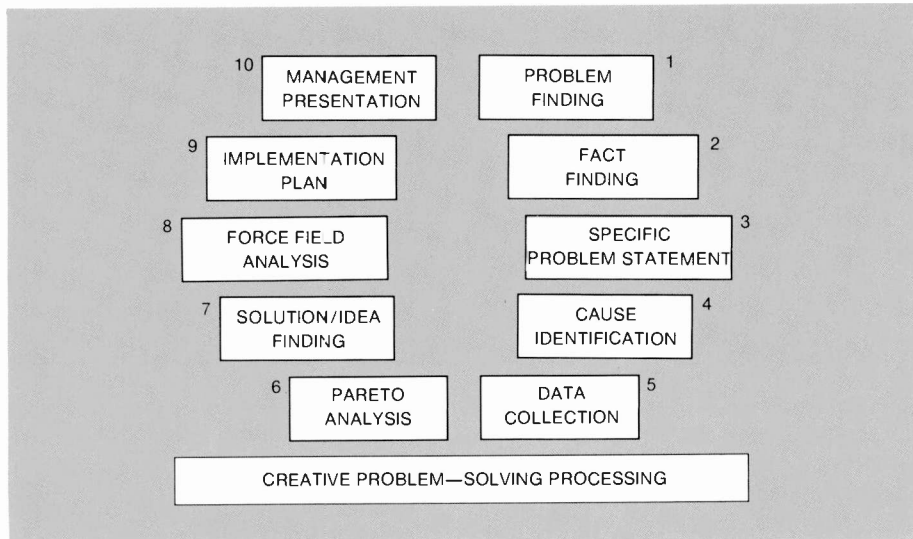 10
MANAGEMENT
PRESENTATION
1
PROBLEM
FINDING
9
IMPLEMENTATION
PLAN
2
FACT
FINDING
8
FORCE FIELD
ANALYSIS
3
SPECIFIC
PROBLEM STATEMENT
7
SOLUTION/IDEA
FINDING
4
CAUSE
IDENTIFICATION
6
PARETO
ANALYSIS
5
DATA
COLLECTION
CREATIVE PROBLEM—SOLVING PROCESSING